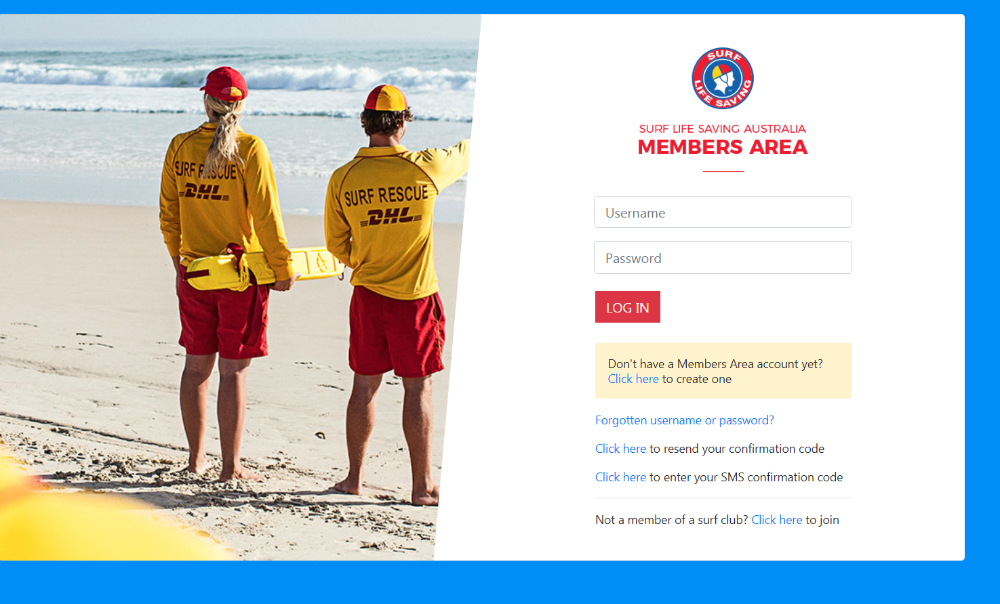 SURF RESCUE
DHL
SURF RESCUE
DHL
SURF
LIFE SAVING
SURF LIFE SAVING AUSTRALIA
MEMBERS AREA
Username
Password
LOG IN
Don't have a Members Area account yet?
Click here to create one
Forgotten username or password?
Click here to resend your confirmation code
Click here to enter your SMS confirmation code
Not a member of a surf club? Click here to join